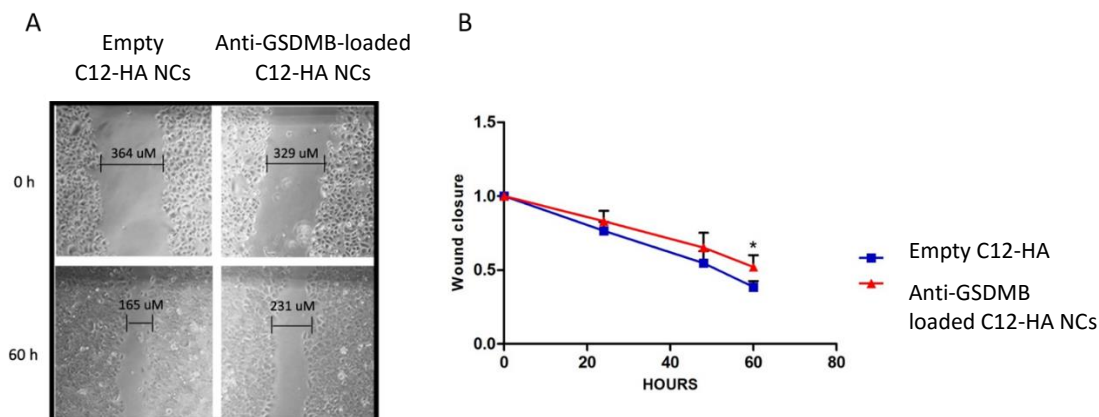 A
Empty
C12-HA NCs
Anti-GSDMB-loaded
C12-HA NCs
0 h
364 uM
329 uM
60 h
165 uM
231 uM
B
Wound closure
1.5
1.0
0.5
0.0
*
0
20
40
60
80
HOURS
Empty C12-HA
Anti-GSDMB
loaded C12-HA NCs